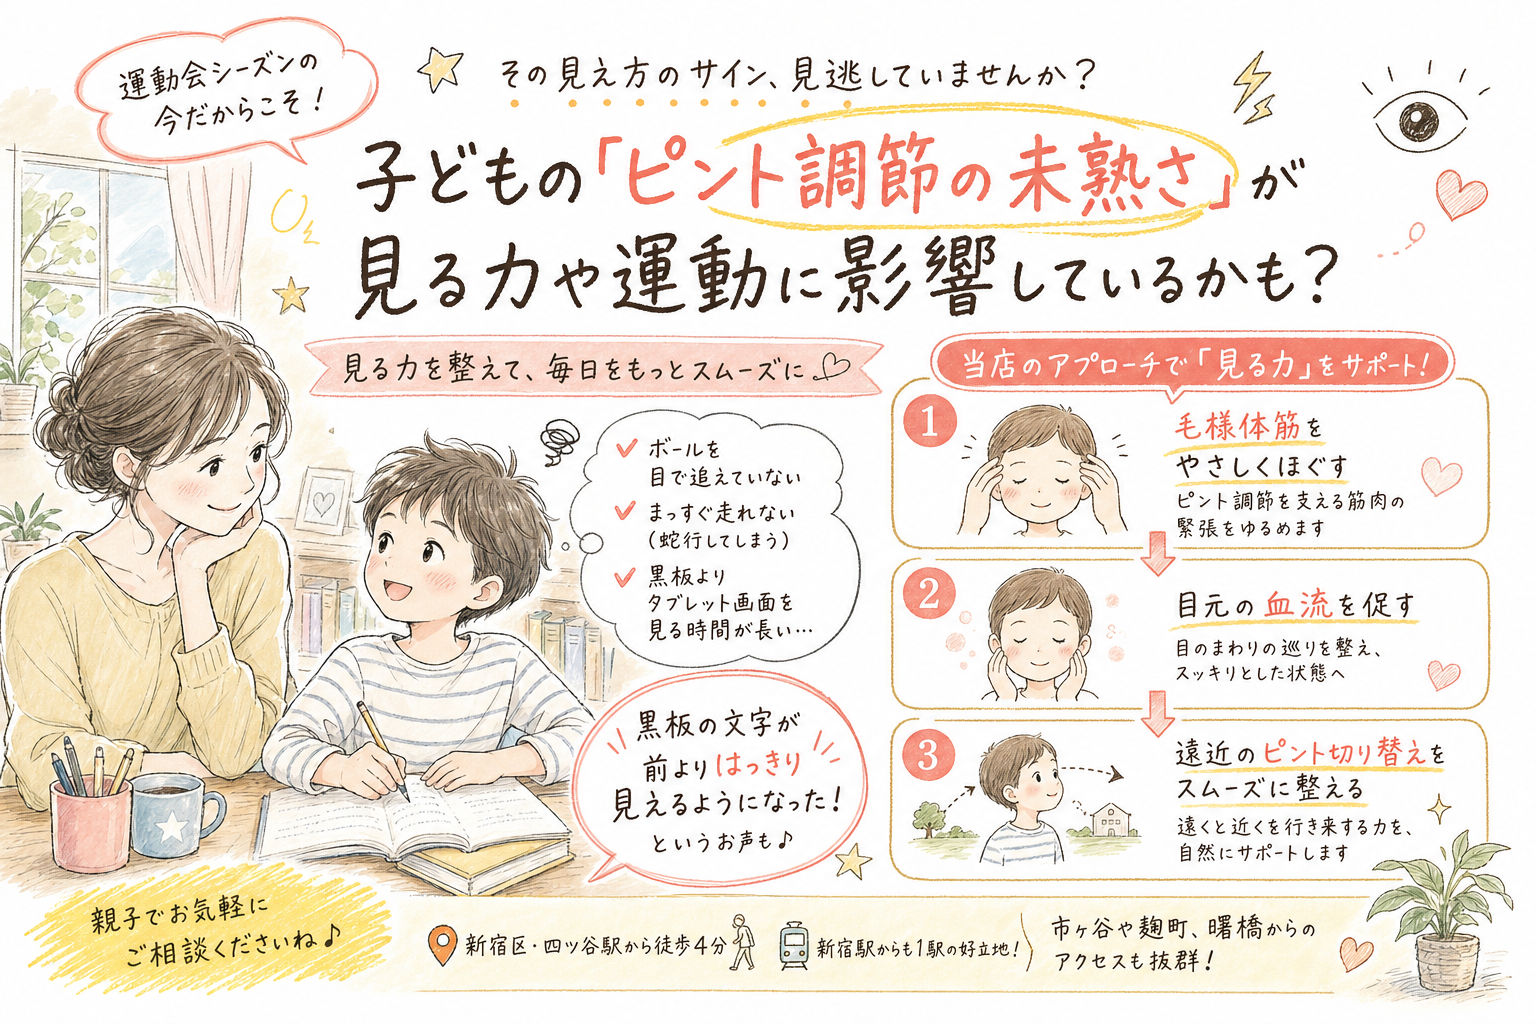 運動会シーズンの
今だからこそ!
その見え方のサイン、見逃していませんか?
子どもの「ピント調節の未熟さ」が
見る力や運動に影響しているかも?
見る力を整えて、毎日をもっとスムーズに
ボールを
目で追えていない
まっすぐ走れない
(蛇行してしまう)
黒板より
タブレット画面を
見る時間が長い…
黒板の文字が
前よりはっきり
見えるようになった!
というお声も♪
当店のアプローチで「見る力」をサポート!
1
毛様体筋を
やさしくほぐす
ピント調節を支える筋肉の
緊張をゆるめます
2
目元の血流を促す
目のまわりの巡りを整え、
スッキリとした状態へ
3
遠近のピント切り替えを
スムーズに整える
遠くと近くを行き来する力を、
自然にサポートします
親子でお気軽に
ご相談くださいね♪
新宿区・四ツ谷駅から徒歩4分
新宿駅からも1駅の好立地!
市ヶ谷や麹町、曙橋からの
アクセスも抜群!